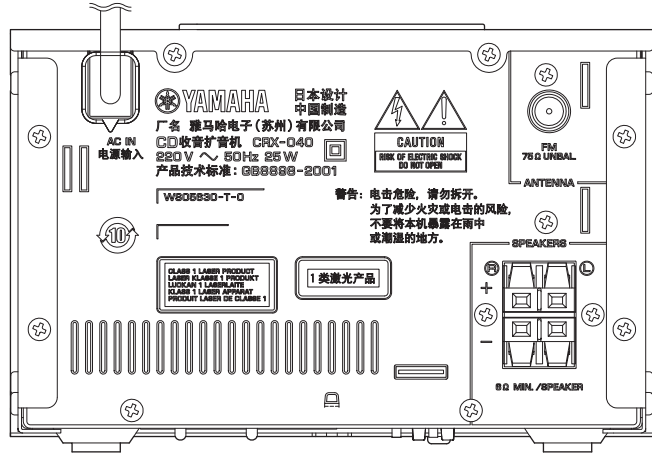 YAMAHA
日本设计
中国制造
厂名 雅马哈电子(苏州)有限公司
CD收音扩音机 CRX-040
220V ～ 50Hz 25W
产品技术标准:GB8898-2001
W805630-T-0
AC IN
电源输入
10
CAUTION
RISK OF ELECTRIC SHOCK
DO NOT OPEN
警告:电击危险，请勿拆开。
为了减少火灾或电击的风险，
不要将本机暴露在雨中
或潮湿的地方。
FM
75Ω UNBAL
ANTENNA
SPEAKERS
R
L
+
−
6Ω MIN. /SPEAKER
CLASS 1 LASER PRODUCT
LASER KLASSE 1 PRODUKT
LUOKAN 1 LASERLAITE
KLASS 1 LASER APPARAT
PRODUIT LASER DE CLASSE 1
1类激光产品